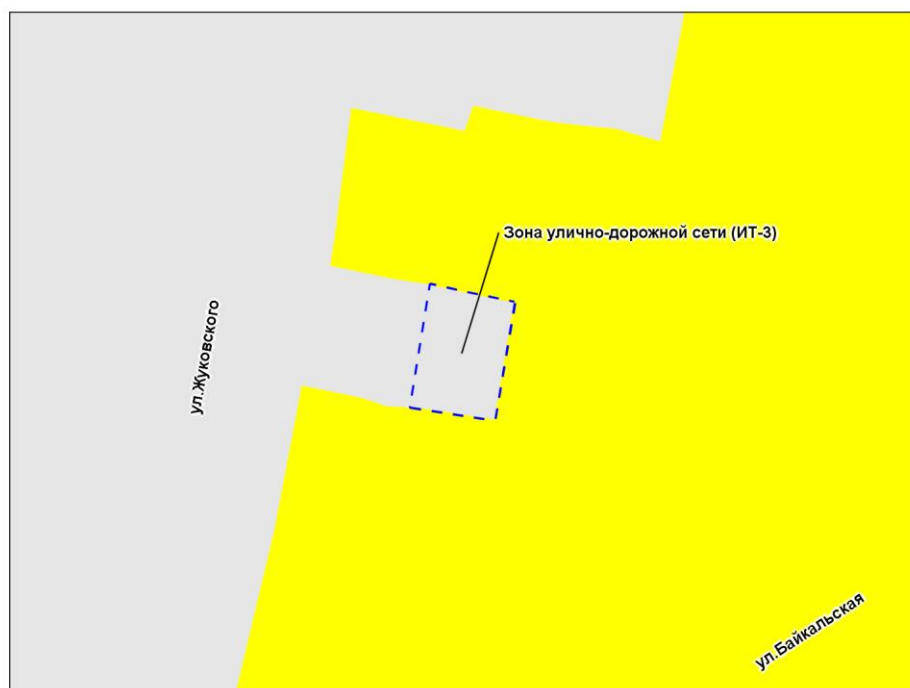 Зона улично-дорожной сети (ИТ-3)
ул.Жуковского
ул.Байкальская